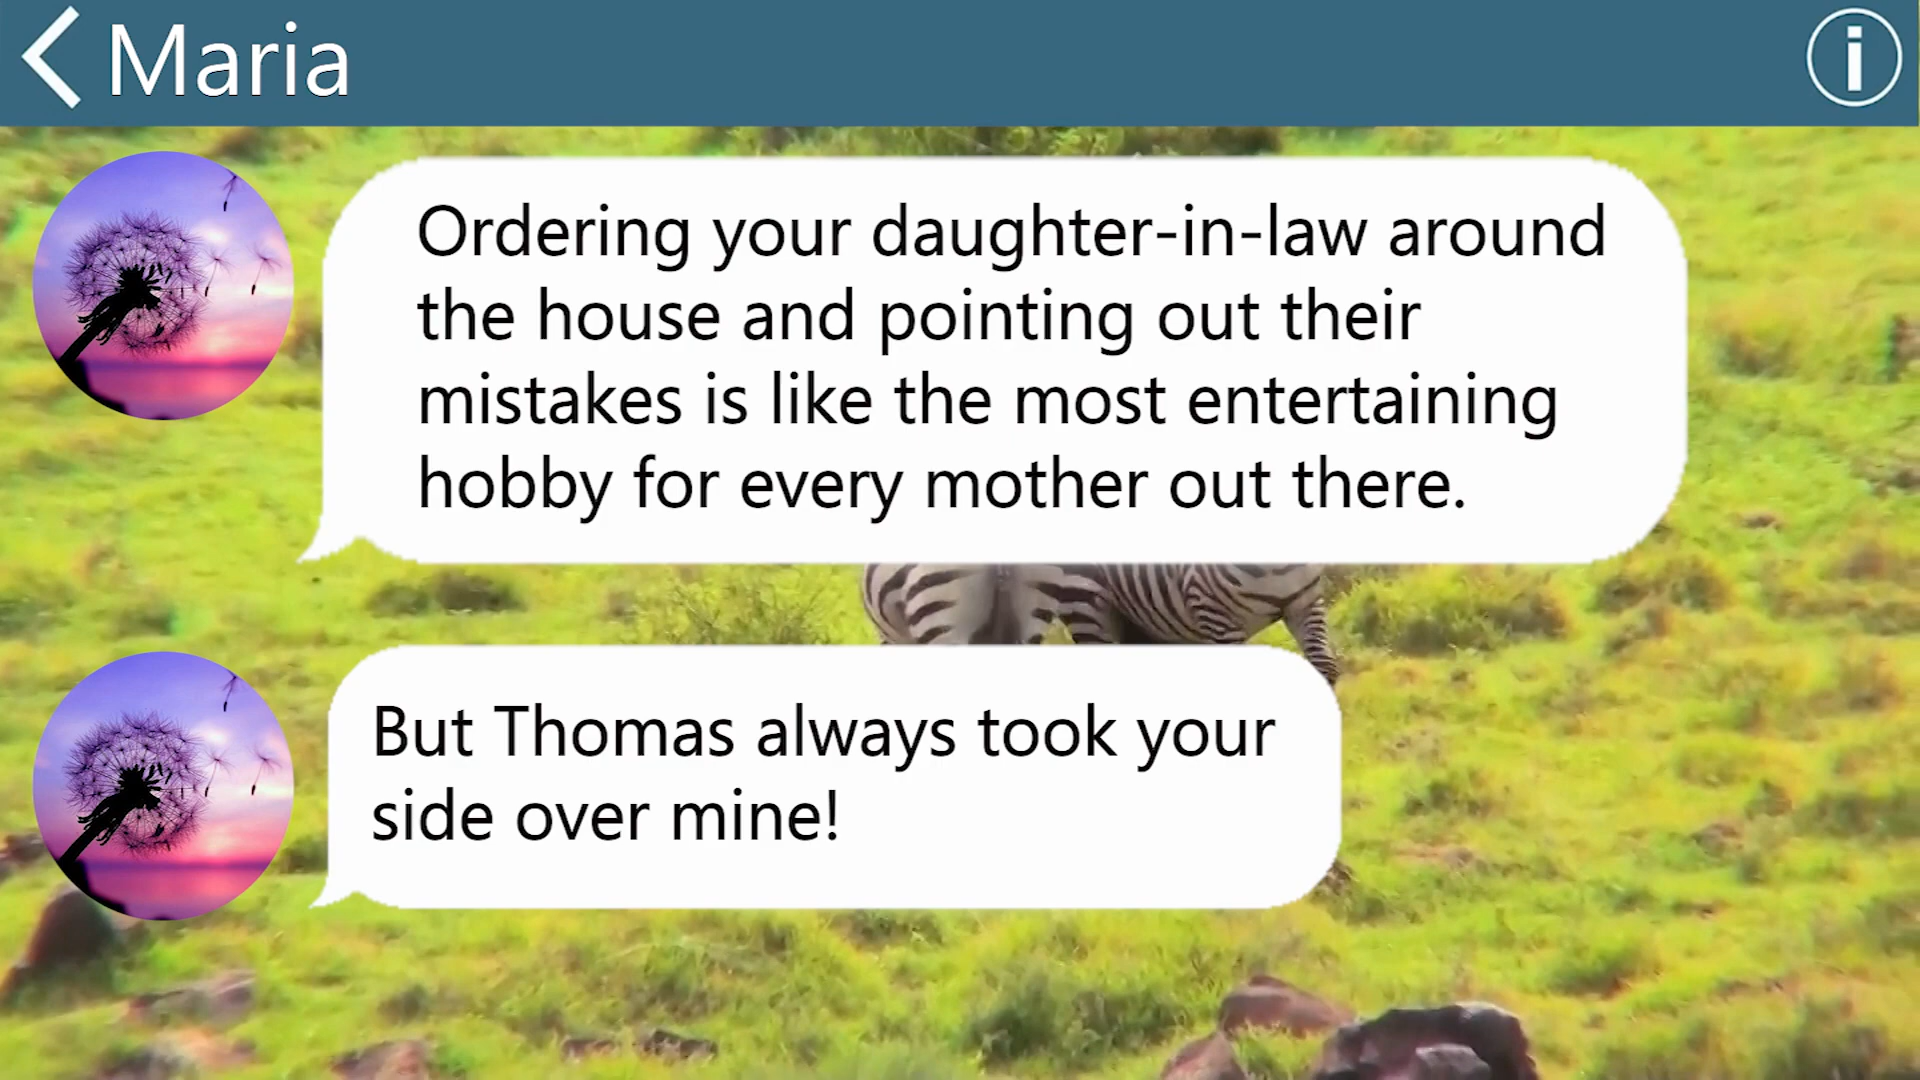 Maria
Ordering your daughter-in-law around
the house and pointing out their
mistakes is like the most entertaining
hobby for every mother out there.
But Thomas always took your
side over mine!